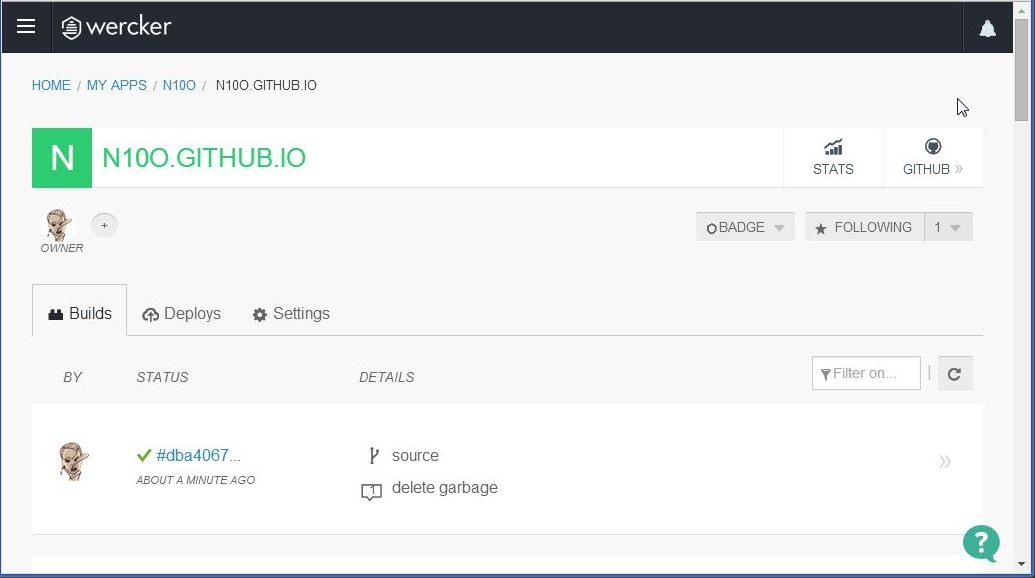 wercker
HOME / MY APPS / N10O / N10O.GITHUB.IO
N N10O.GITHUB.IO
STATS
GITHUB »
+
OWNER
BADGE
FOLLOWING 1
Builds Deploys Settings
BY STATUS DETAILS
Filter on... |
#dba4067... source
ABOUT A MINUTE AGO
1 delete garbage
»
?